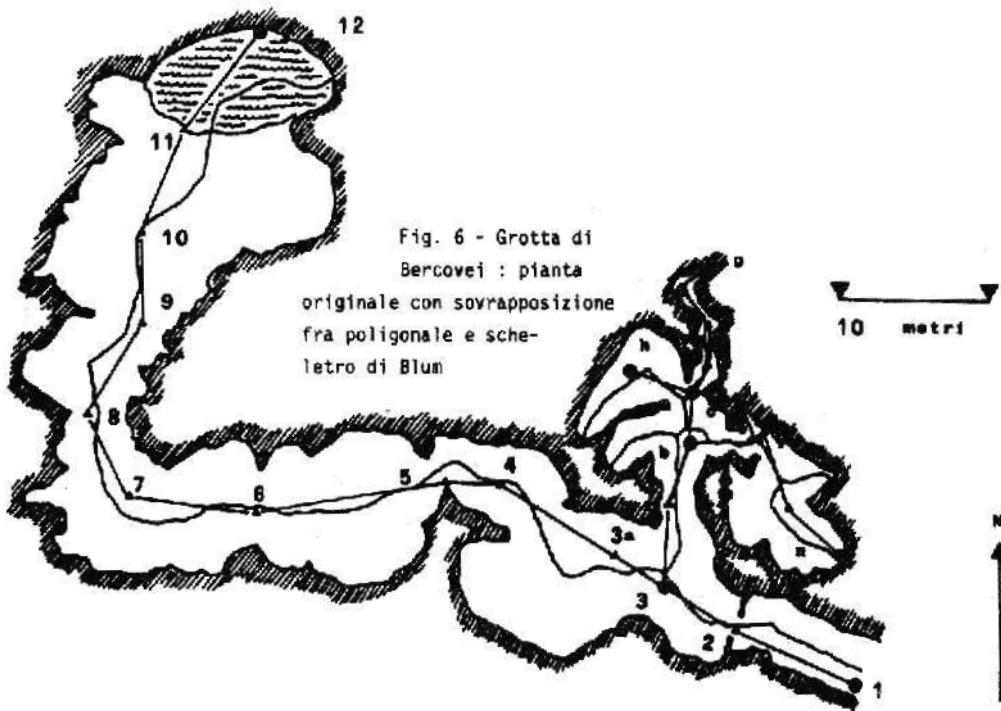 12
11
10
Fig. 6 - Grotta di
Bercovei : pianta
originale con sovrapposizione
fra poligonale e sche-
letro di Blum
9
10 metri
h
8
b
7
6
5
4
3a
3
2
1
N